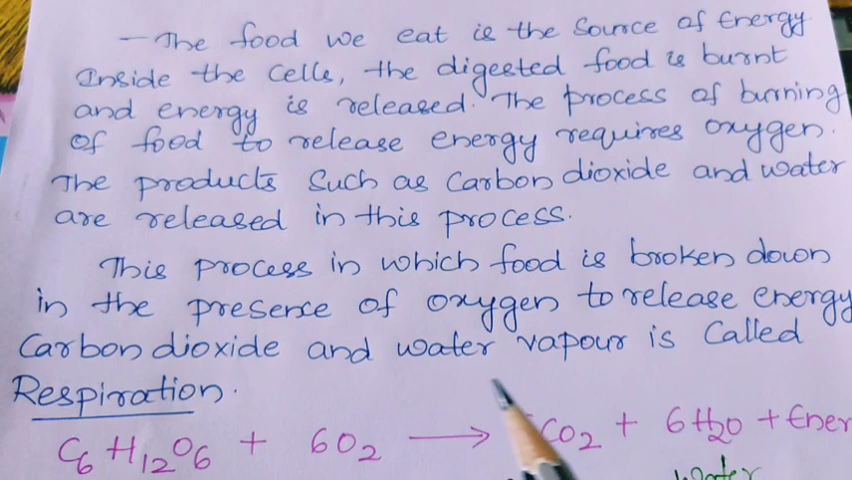 - The food we eat is the Source of Energy
Inside the Cells, the digested food is burnt
and energy is released. The process of burning
of food to release energy requires oxygen.
The products Such as Carbon dioxide and water
are released in this process.
This process in which food is broken down
in the presence of oxygen to release energy
Carbon dioxide and water vapour is Called
Respiration.
C6H12O6 + 6O2 → CO2 + 6H2O + Ener
water